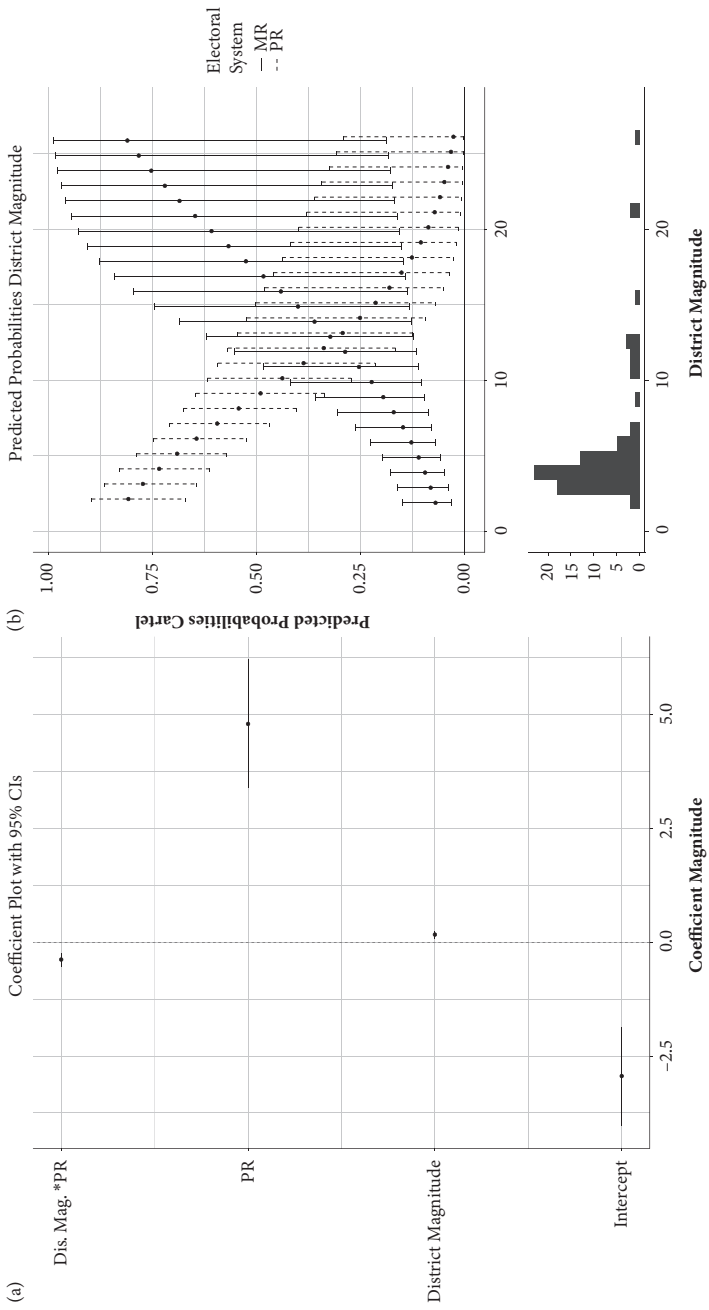 (a)
Coefficient Plot with 95% CIs
Dis. Mag. *PR
PR
District Magnitude
Intercept
−2.5
0.0
2.5
5.0
Coefficient Magnitude
(b)
Predicted Probabilities District Magnitude
Predicted Probabilities Cartel
1.00
0.75
0.50
0.25
0.00
0
10
20
Electoral
System
MR
PR
20
15
10
5
0
0
10
20
District Magnitude